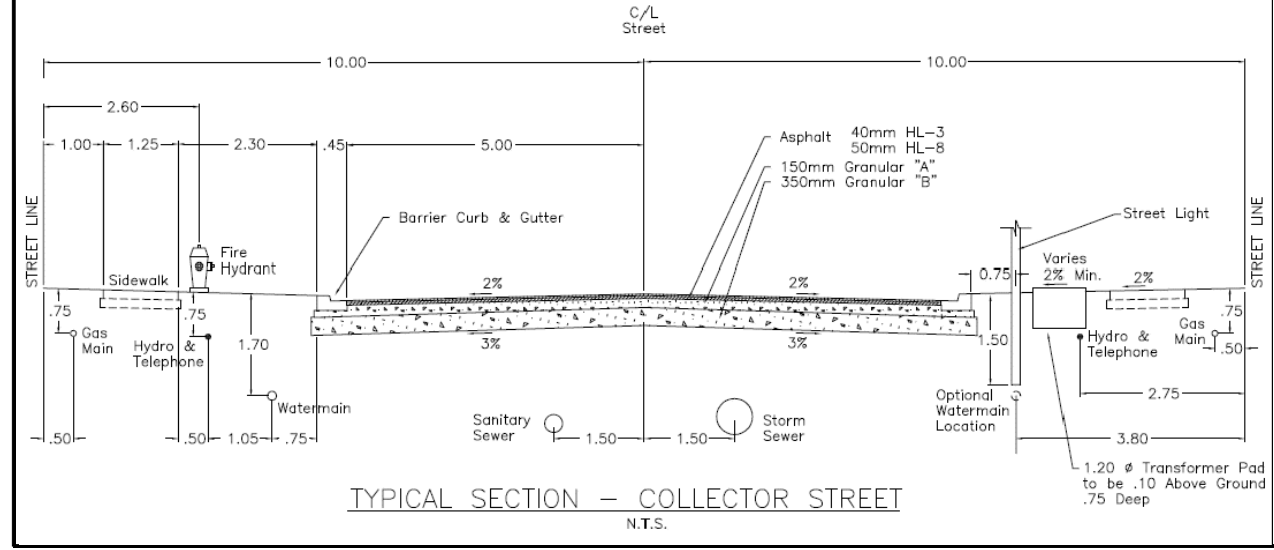 C/L
Street
10.00
10.00
2.60
1.00
1.25
2.30
.45
5.00
Asphalt 40mm HL-3
50mm HL-8
150mm Granular "A"
350mm Granular "B"
STREET LINE
Barrier Curb & Gutter
Street Light
STREET LINE
Fire
Hydrant
Sidewalk
2%
2%
0.75
Varies
2% Min.
2%
.75
Gas
Main
.75
Hydro &
Telephone
1.70
3%
3%
1.50
Hydro &
Telephone
Gas
Main
.75
.50
Watermain
Sanitary
Sewer
Storm
Sewer
Optional
Watermain
Location
2.75
.50
.50
1.05
.75
1.50
1.50
3.80
1.20 ø Transformer Pad
to be .10 Above Ground
.75 Deep
TYPICAL SECTION - COLLECTOR STREET
N.T.S.